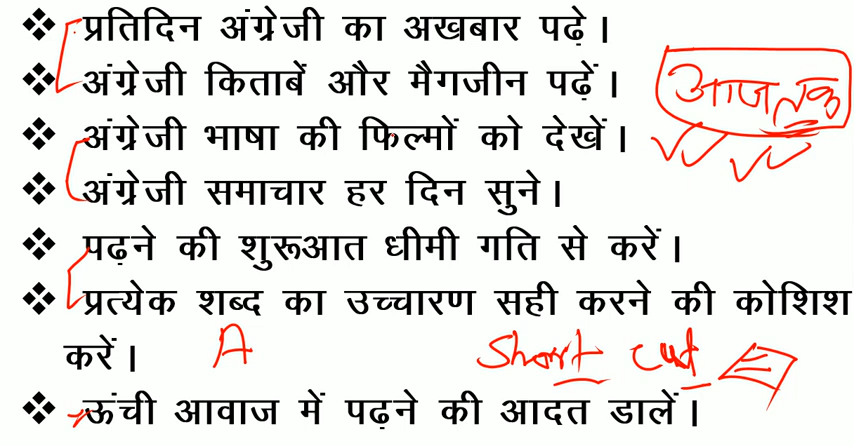 ❖ प्रतिदिन अंग्रेजी का अखबार पढ़े।
❖ अंग्रेजी किताबें और मैगजीन पढ़ें।
आजतक
❖ अंग्रेजी भाषा की फिल्मों को देखें।
❖ अंग्रेजी समाचार हर दिन सुने।
❖ पढ़ने की शुरूआत धीमी गति से करें।
❖ प्रत्येक शब्द का उच्चारण सही करने की कोशिश
करें।
A Short cut
❖ ऊंची आवाज में पढ़ने की आदत डालें।